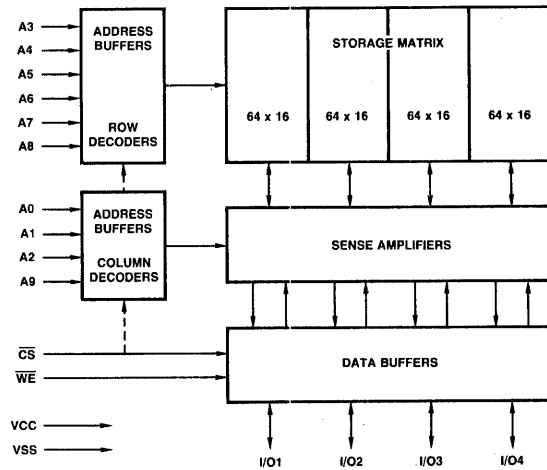 A3
A4
A5
A6
A7
A8
ADDRESS
BUFFERS
ROW
DECODERS
STORAGE MATRIX
64 x 16
64 x 16
64 x 16
64 x 16
A0
A1
A2
A9
ADDRESS
BUFFERS
COLUMN
DECODERS
SENSE AMPLIFIERS
CS
WE
DATA BUFFERS
VCC
VSS
I/O1
I/O2
I/O3
I/O4